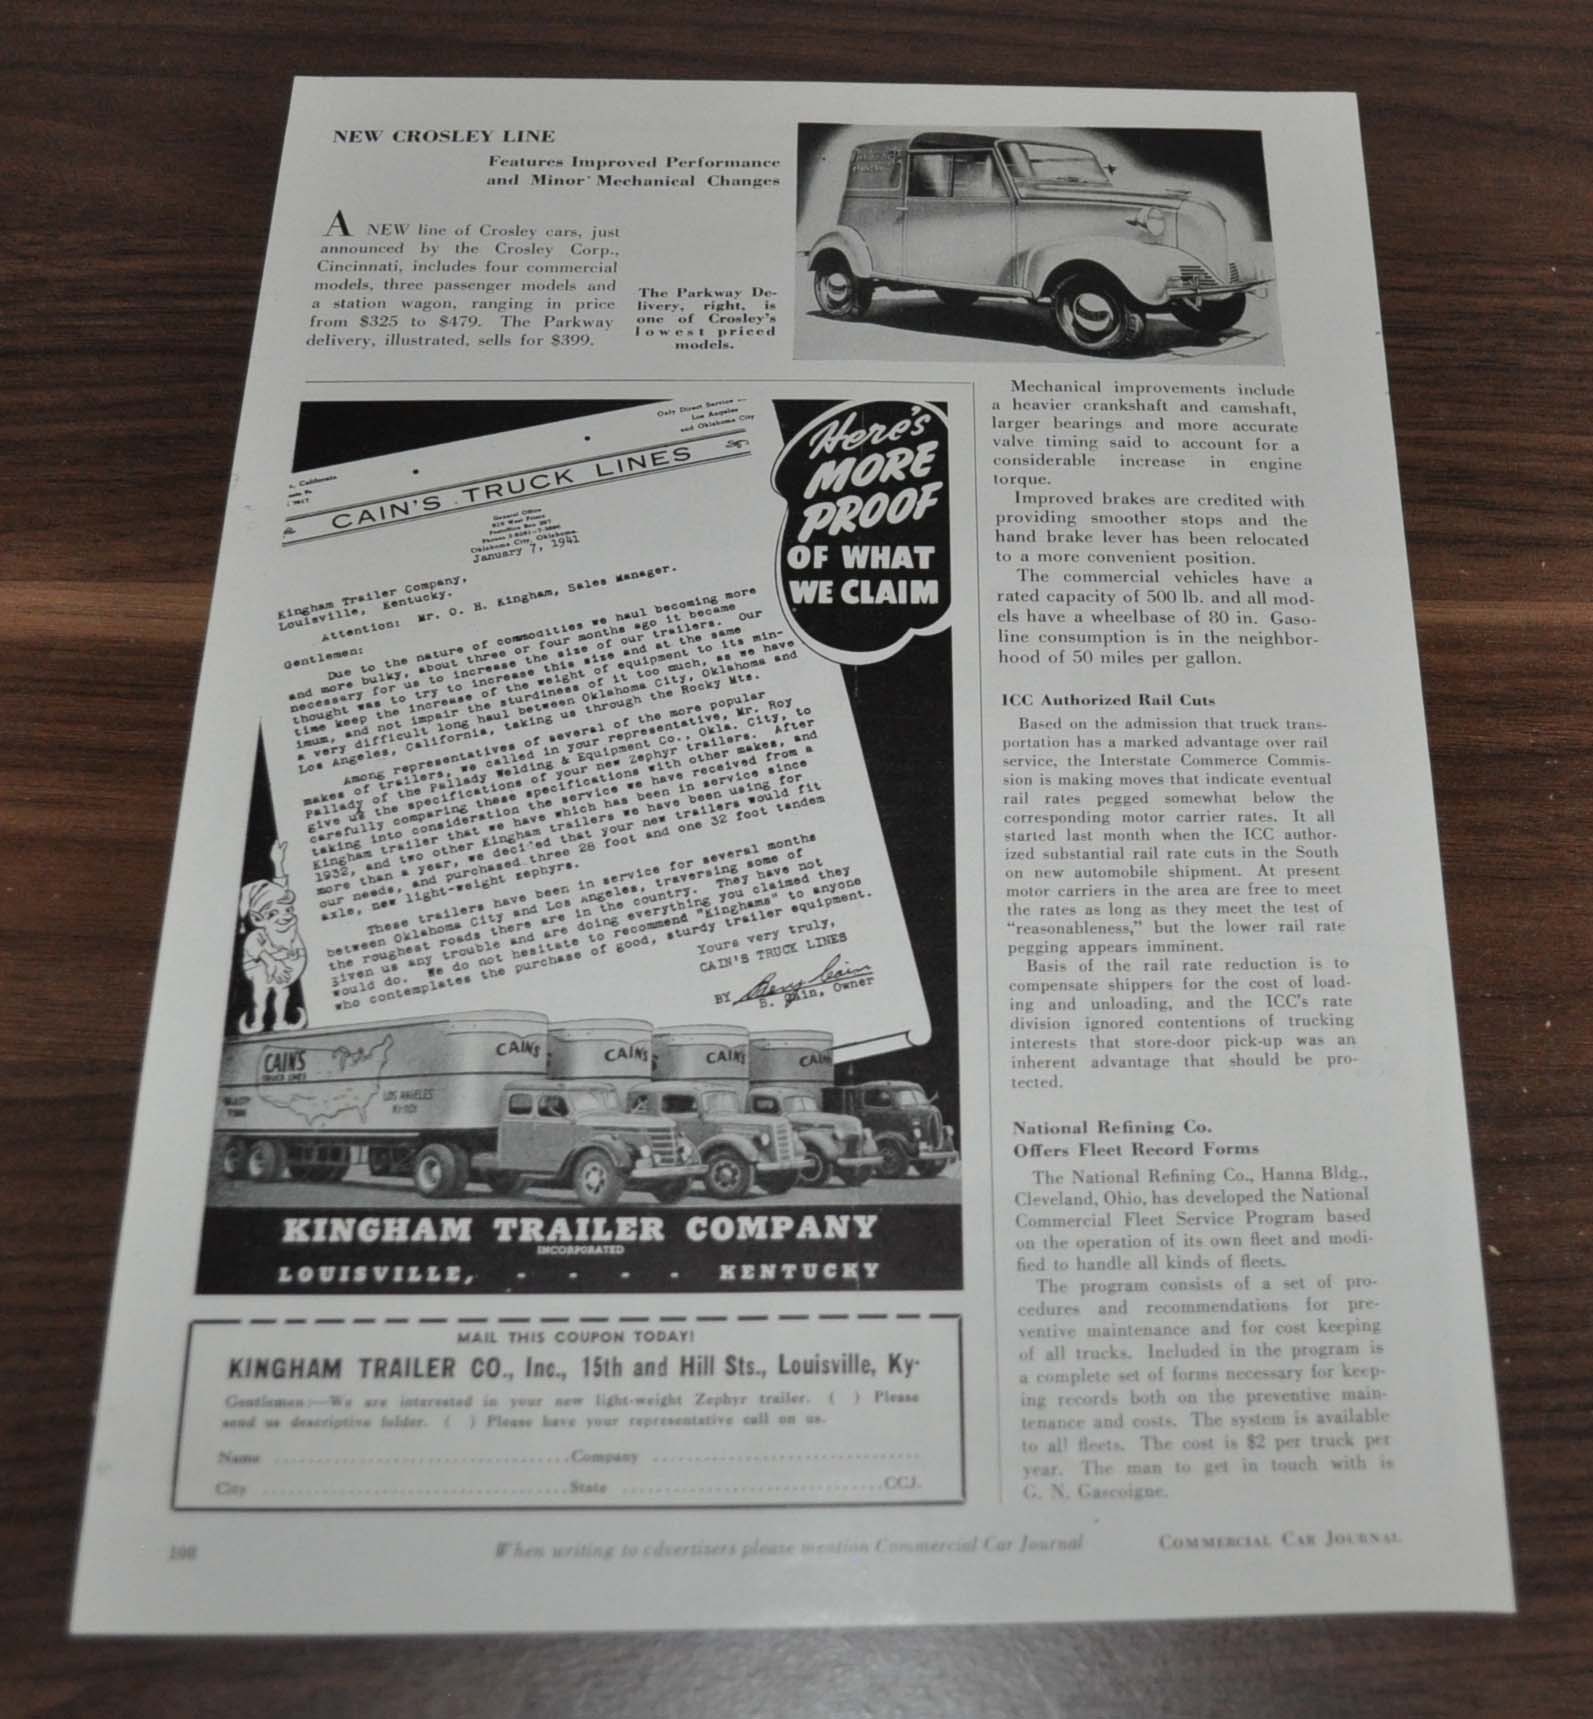 NEW CROSLEY LINE
Features Improved Performance
and Minor Mechanical Changes
A NEW line of Crosley cars, just
announced by the Crosley Corp.,
Cincinnati, includes four commercial
models, three passenger models and
a station wagon, ranging in price
from $325 to $479. The Parkway
delivery, illustrated, sells for $399.
The Parkway De-
livery, right, is
one of Crosley's
lowest priced
models.
Mechanical improvements include
a heavier crankshaft and camshaft,
larger bearings and more accurate
valve timing said to account for a
considerable increase in engine
torque.
Improved brakes are credited with
providing smoother stops and the
hand brake lever has been relocated
to a more convenient position.
The commercial vehicles have a
rated capacity of 500 lb. and all mod-
els have a wheelbase of 80 in. Gaso-
line consumption is in the neighbor-
hood of 50 miles per gallon.
ICC Authorized Rail Cuts
Based on the admission that truck trans-
portation has a marked advantage over rail
service, the Interstate Commerce Commis-
sion is making moves that indicate eventual
rail rates pegged somewhat below the
corresponding motor carrier rates. It all
started last month when the ICC author-
ized substantial rail rate cuts in the South
on new automobile shipment. At present
motor carriers in the area are free to meet
the rates as long as they meet the test of
"reasonableness," but the lower rail rate
pegging appears imminent.
Basis of the rail rate reduction is to
compensate shippers for the cost of load-
ing and unloading, and the ICC's rate
division ignored contentions of trucking
interests that store-door pick-up was an
inherent advantage that should be pro-
tected.
National Refining Co.
Offers Fleet Record Forms
The National Refining Co., Hanna Bldg.,
Cleveland, Ohio, has developed the National
Commercial Fleet Service Program based
on the operation of its own fleet and modi-
fied to handle all kinds of fleets.
The program consists of a set of pro-
cedures and recommendations for pre-
ventive maintenance and for cost keeping
of all trucks. Included in the program is
a complete set of forms necessary for keep-
ing records both on the preventive main-
tenance and costs. The system is available
to all fleets. The cost is $2 per truck per
year. The man to get in touch with is
G. N. Gascoigne.
Only Direct Service
Los Angeles
and Oklahoma City
California
7617
CAIN'S TRUCK LINES
General Office
West
Postoffice Box
Phones
Oklahoma City, Oklahoma
January 7, 1941
Kingham Trailer Company,
Louisville, Kentucky.
Attention: Mr. O. H. Kingham, Sales Manager.
Gentlemen:
Due to the nature of commodities we haul becoming more
and more bulky, about three or four months ago it became
necessary for us to increase the size of our trailers. Our
thought was to try to increase this size and at the same
time keep the increase of the weight of equipment to its min-
imum, and not impair the sturdiness of it too much, as we have
a very difficult long haul between Oklahoma City, Oklahoma and
Los Angeles, California, taking us through the Rocky Mts.
Among representatives of several of the more popular
makes of trailers, we called in your representative, Mr. Roy
Pallady of the Pallady Welding & Equipment Co., Okla. City, to
give us the specifications of your new Zephyr trailers. After
carefully comparing these specifications with other makes, and
taking into consideration the service we have received from a
Kingham trailer that we have which has been in service since
1932, and two other Kingham trailers we have been using for
more than a year, we decided that your new trailers would fit
our needs, and purchased three 28 foot and one 32 foot tandem
axle, new light-weight zephyrs.
These trailers have been in service for several months
between Oklahoma City and Los Angeles, traversing some of
the roughest roads there are in the country. They have not
given us any trouble and are doing everything you claimed they
would do. We do not hesitate to recommend "Kinghams" to anyone
who contemplates the purchase of good, sturdy trailer equipment.
Yours very truly,
CAIN'S TRUCK LINES
BY
B. Cain, Owner
Here's
MORE
PROOF
OF WHAT
WE CLAIM
CAIN'S
TRUCK LINES
LOS ANGELES
CAIN'S
CAIN'S
CAIN'S
CAIN
KINGHAM TRAILER COMPANY
INCORPORATED
LOUISVILLE, - - - - KENTUCKY
MAIL THIS COUPON TODAY!
KINGHAM TRAILER CO., Inc., 15th and Hill Sts., Louisville, Ky.
Gentlemen:—We are interested in your new light-weight Zephyr trailer. ( ) Please
send us descriptive folder. ( ) Please have your representative call on us.
Name Company
City State CCJ.
When writing to advertisers please mention Commercial Car Journal
COMMERCIAL CAR JOURNAL